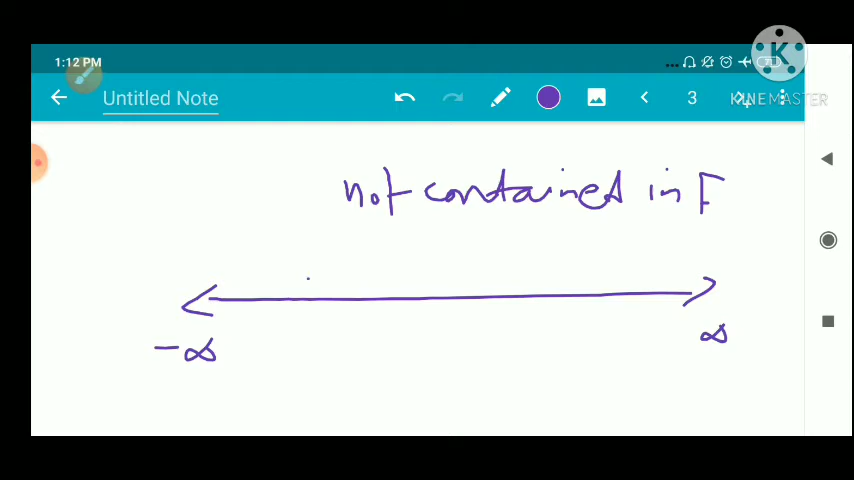 1:12 PM
KINEMASTER
Untitled Note
3
not contained in F
-∞
∞